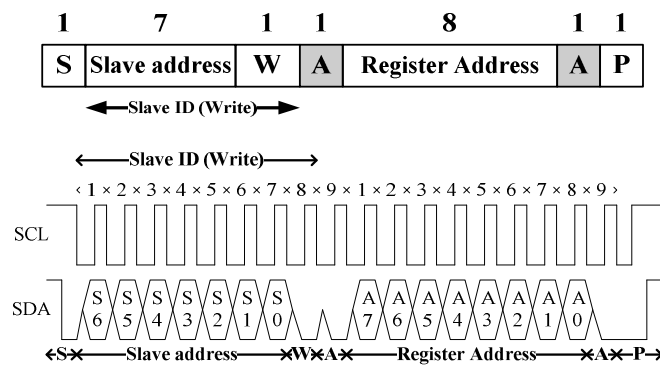 1 7 1 1 8 1 1
S Slave address W A Register Address A P
Slave ID (Write)
Slave ID (Write)
1 × 2 × 3 × 4 × 5 × 6 × 7 × 8 × 9 × 1 × 2 × 3 × 4 × 5 × 6 × 7 × 8 × 9
SCL
SDA
S6 S5 S4 S3 S2 S1 S0 A7 A6 A5 A4 A3 A2 A1 A0
S Slave address W A Register Address A P